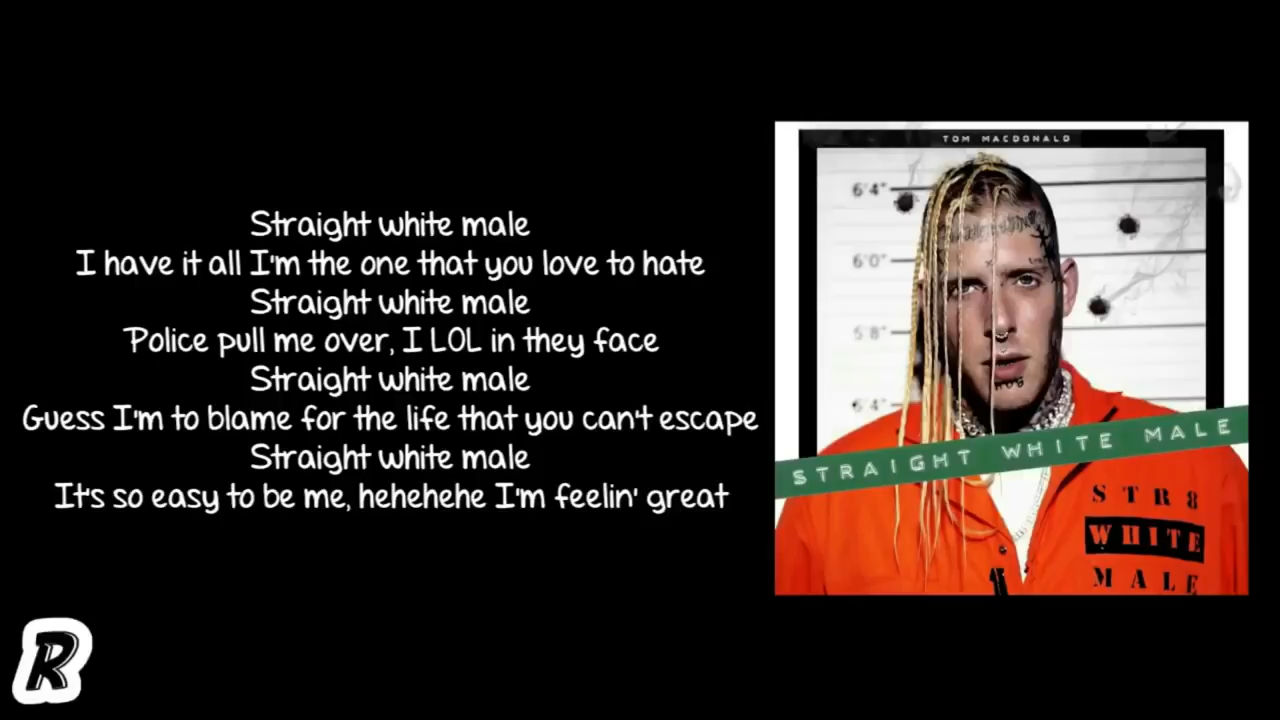 Straight white male
I have it all I'm the one that you love to hate
Straight white male
Police pull me over, I LOL in they face
Straight white male
Guess I'm to blame for the life that you can't escape
Straight white male
It's so easy to be me, hehehehe I'm feelin' great
TOM MACDONALD
6'4"
6'0"
5'8"
STRAIGHT WHITE MALE
STR8
WHITE
MALE
R